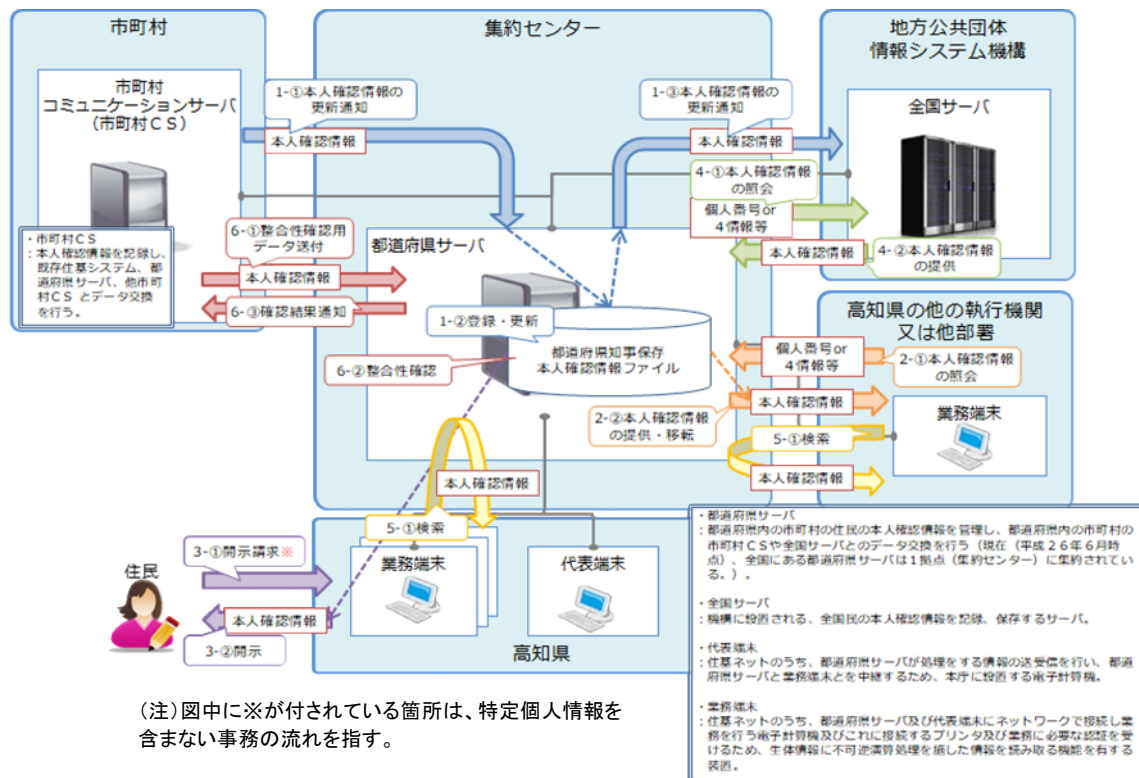 市町村
集約センター
地方公共団体
情報システム機構
市町村
コミュニケーションサーバ
(市町村CS)
1-①本人確認情報の
更新通知
本人確認情報
1-③本人確認情報の
更新通知
本人確認情報
全国サーバ
4-①本人確認情報
の照会
個人番号or
4情報等
本人確認情報
4-②本人確認情報
の提供
・市町村CS
:本人確認情報を記録し、
既存住基システム、都
道府県サーバ、他市町
村CS とデータ交換
を行う。
6-①整合性確認用
データ送付
本人確認情報
6-③確認結果通知
都道府県サーバ
1-②登録・更新
都道府県知事保存
本人確認情報ファイル
6-②整合性確認
高知県の他の執行機関
又は他部署
個人番号or
4情報等
2-①本人確認情報
の照会
本人確認情報
2-②本人確認情報
の提供・移転
業務端末
5-①検索
本人確認情報
本人確認情報
5-①検索
業務端末
代表端末
高知県
3-①開示請求※
住民
本人確認情報
3-②開示
・都道府県サーバ
:都道府県内の市町村の住民の本人確認情報を管理し、都道府県内の市町村の
市町村CSや全国サーバとのデータ交換を行う(現在(平成26年6月時
点)、全国にある都道府県サーバは1拠点(集約センター)に集約されてい
る。)。
・全国サーバ
:機構に設置される、全国民の本人確認情報を記録、保存するサーバ。
・代表端末
:住基ネットのうち、都道府県サーバが処理をする情報の送受信を行い、都道
府県サーバと業務端末とを中継するため、本庁に設置する電子計算機。
・業務端末
:住基ネットのうち、都道府県サーバ及び代表端末にネットワークで接続し業
務を行う電子計算機及びこれに接続するプリンタ及び業務に必要な認証を受
けるため、生体情報に不可逆演算処理を施した情報を読み取る機能を有する
装置。
(注)図中に※が付されている箇所は、特定個人情報を
含まない事務の流れを指す。